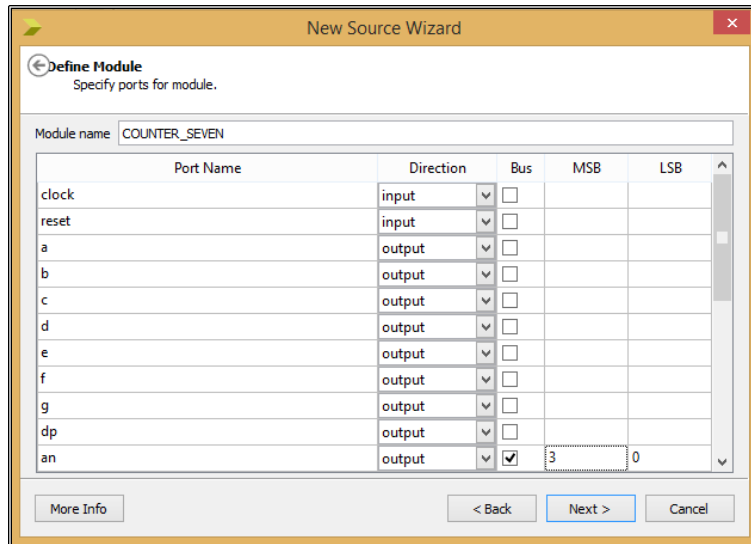 New Source Wizard
Define Module
Specify ports for module.
Module name COUNTER_SEVEN
Port Name Direction Bus MSB LSB
clock input
reset input
a output
b output
c output
d output
e output
f output
g output
dp output
an output 3 0
More Info < Back Next > Cancel